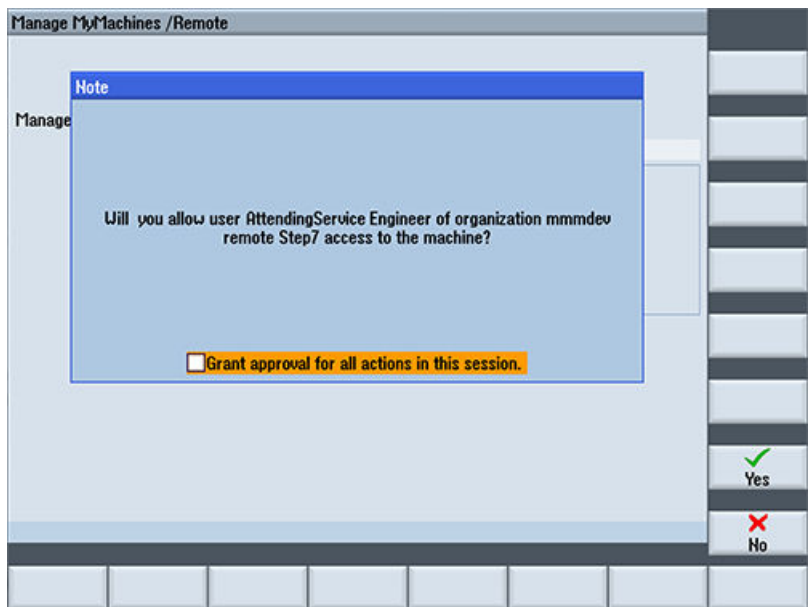 Manage MyMachines /Remote
Note
Manage
Will you allow user AttendingService Engineer of organization mmmdev
remote Step7 access to the machine?
Grant approval for all actions in this session.
Yes
No